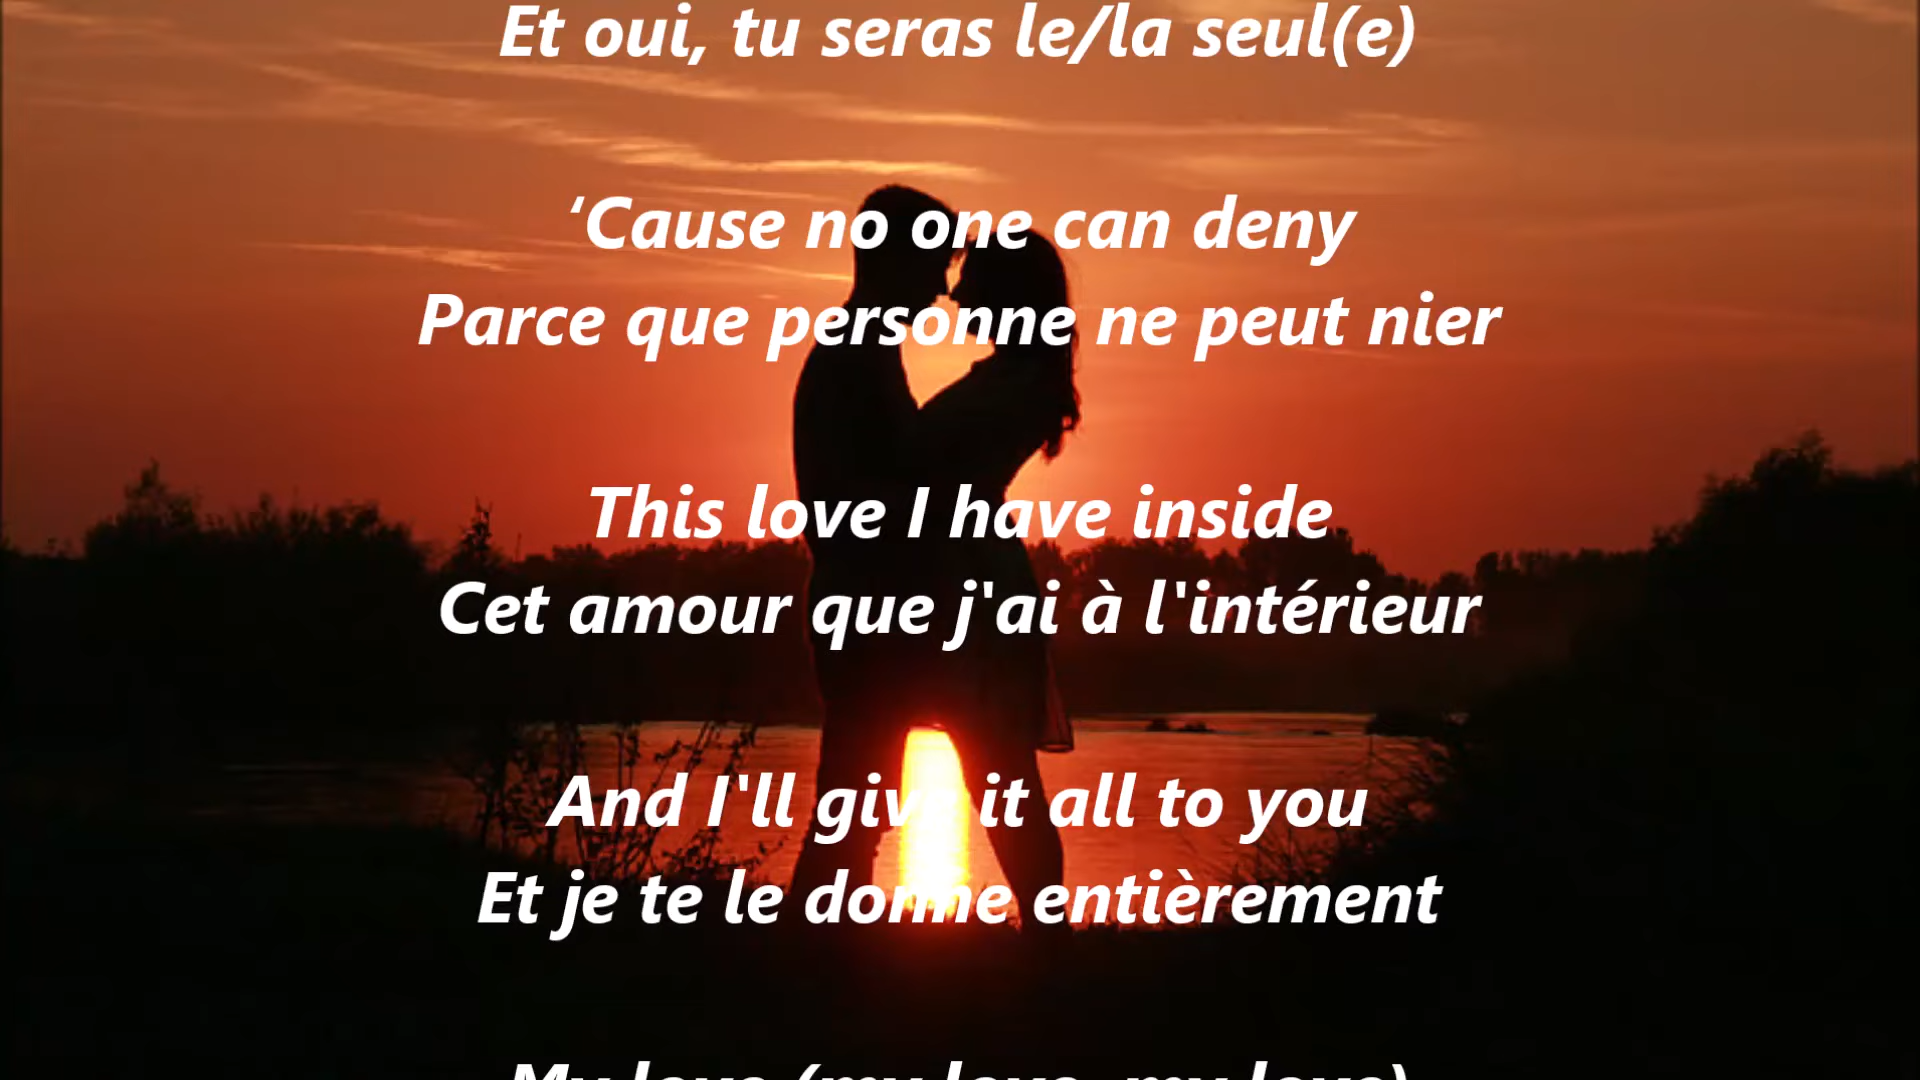 Et oui, tu seras le/la seul(e)
‘Cause no one can deny
Parce que personne ne peut nier
This love I have inside
Cet amour que j'ai à l'intérieur
And I'll give it all to you
Et je te le donne entièrement
My love (my love, my love)